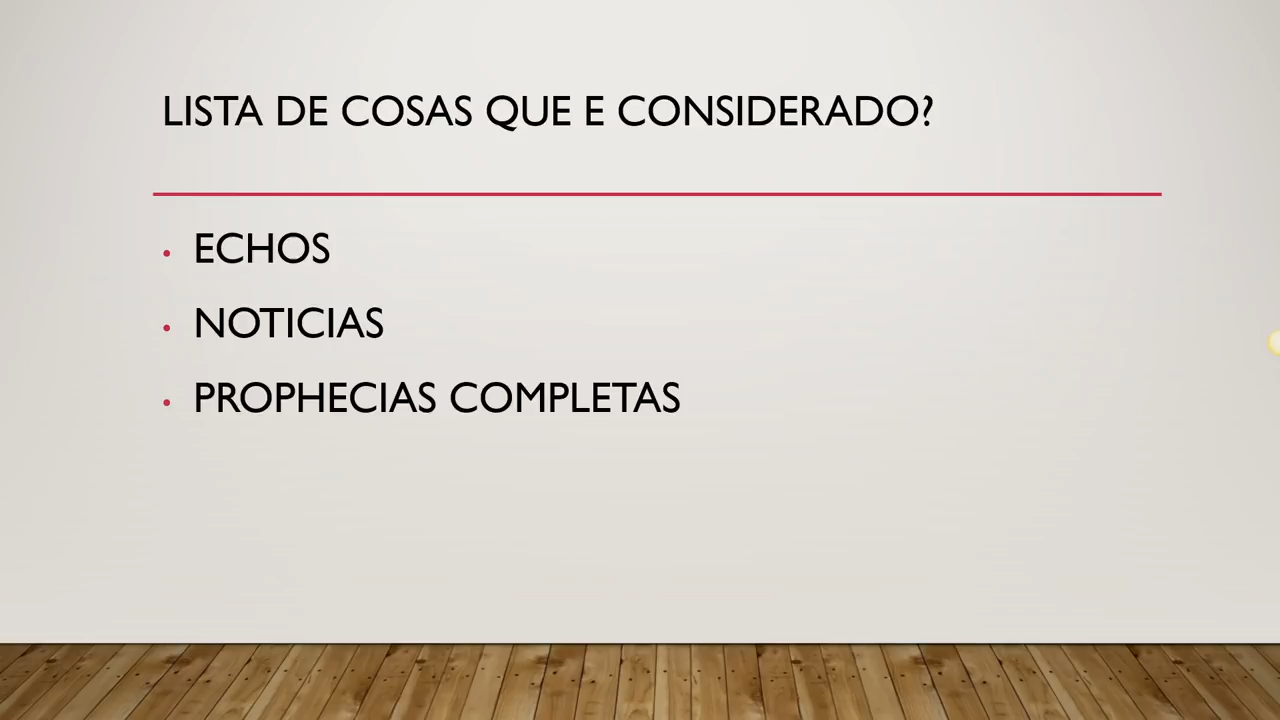 LISTA DE COSAS QUE E CONSIDERADO?
• ECHOS
• NOTICIAS
• PROPHECIAS COMPLETAS